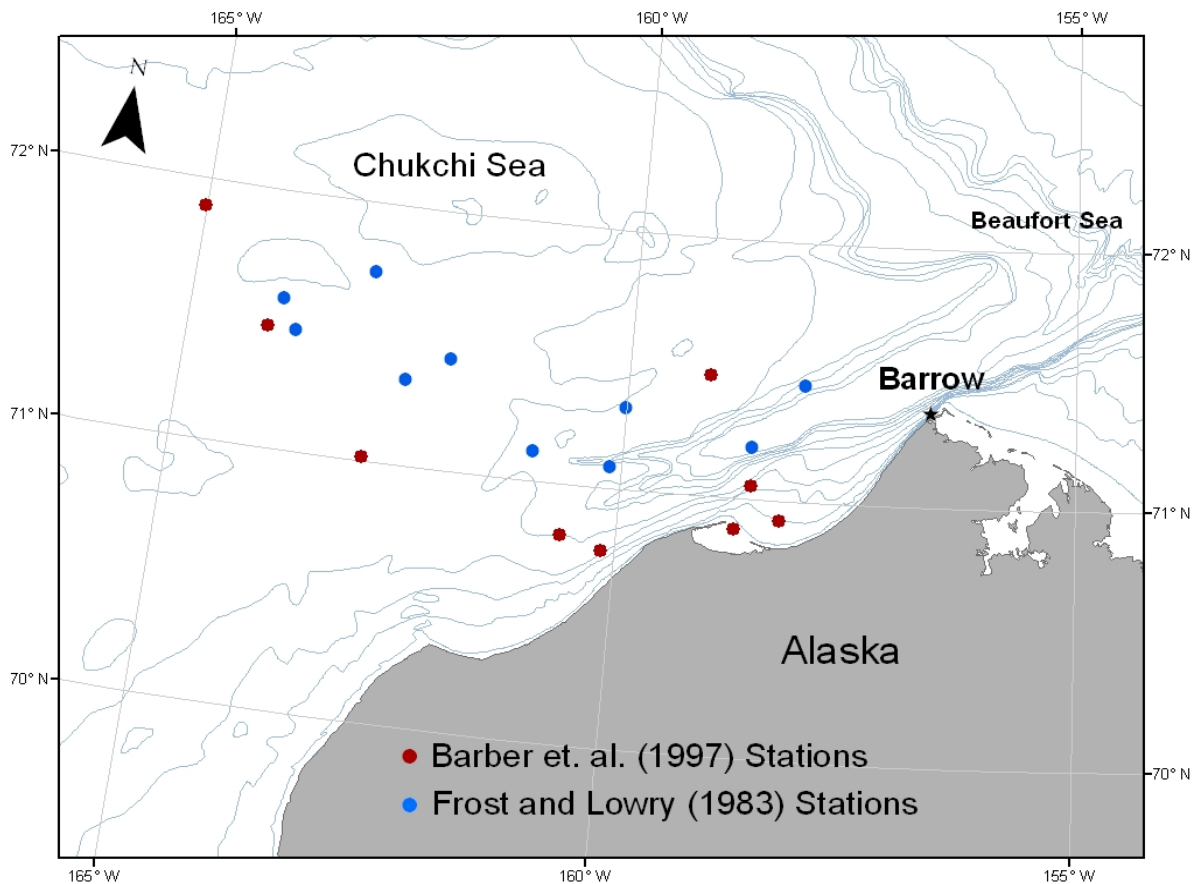 165° W 160° W 155° W
N
72° N
Chukchi Sea
Beaufort Sea
72° N
Barrow
71° N
71° N
Alaska
70° N
Barber et. al. (1997) Stations
70° N
Frost and Lowry (1983) Stations
165° W 160° W 155° W